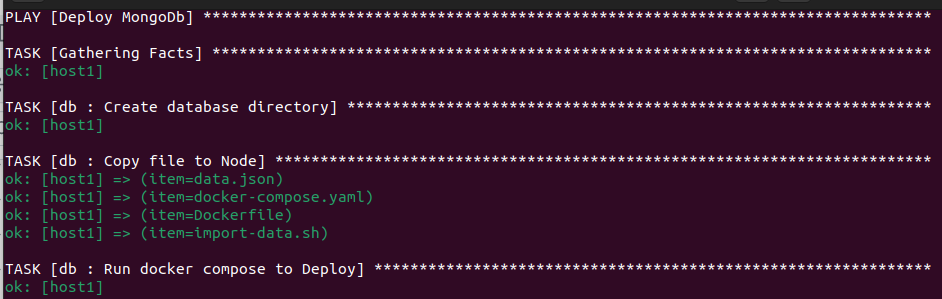 PLAY [Deploy MongoDb] *********************************************************************************
TASK [Gathering Facts] ********************************************************************************
ok: [host1]
TASK [db : Create database directory] *****************************************************************
ok: [host1]
TASK [db : Copy file to Node] *************************************************************************
ok: [host1] => (item=data.json)
ok: [host1] => (item=docker-compose.yaml)
ok: [host1] => (item=Dockerfile)
ok: [host1] => (item=import-data.sh)
TASK [db : Run docker compose to Deploy] **************************************************************
ok: [host1]